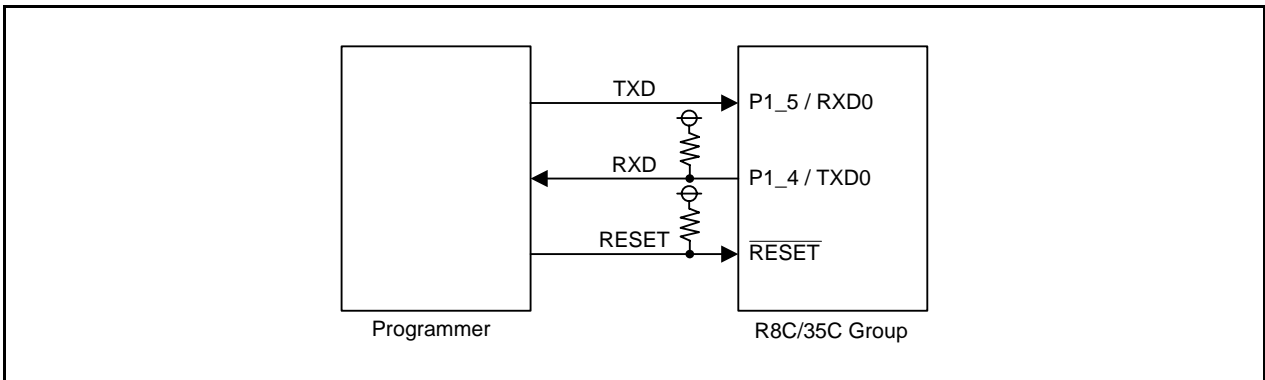 TXD
P1_5 / RXD0
RXD
P1_4 / TXD0
RESET
RESET
Programmer
R8C/35C Group